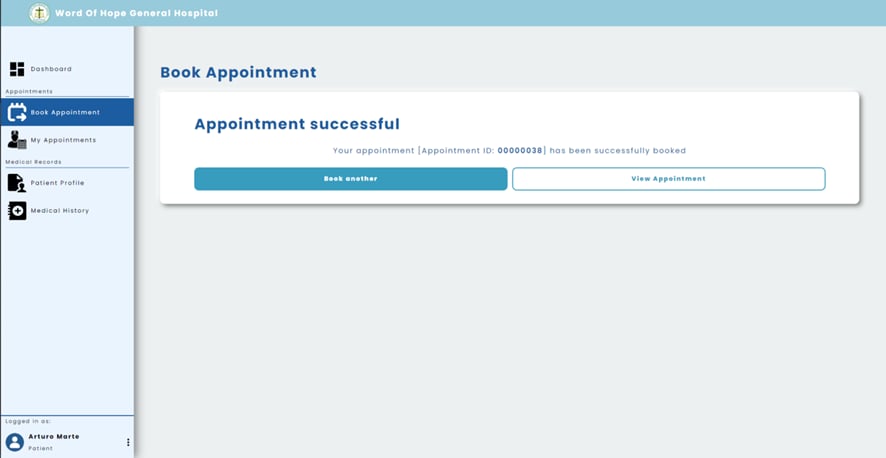 Word Of Hope General Hospital
Dashboard
Appointments
Book Appointment
My Appointments
Medical Records
Patient Profile
Medical History
Logged in as:
Arturo Marte
Patient
Book Appointment
Appointment successful
Your appointment [Appointment ID: 00000038] has been successfully booked
Book another
View Appointment